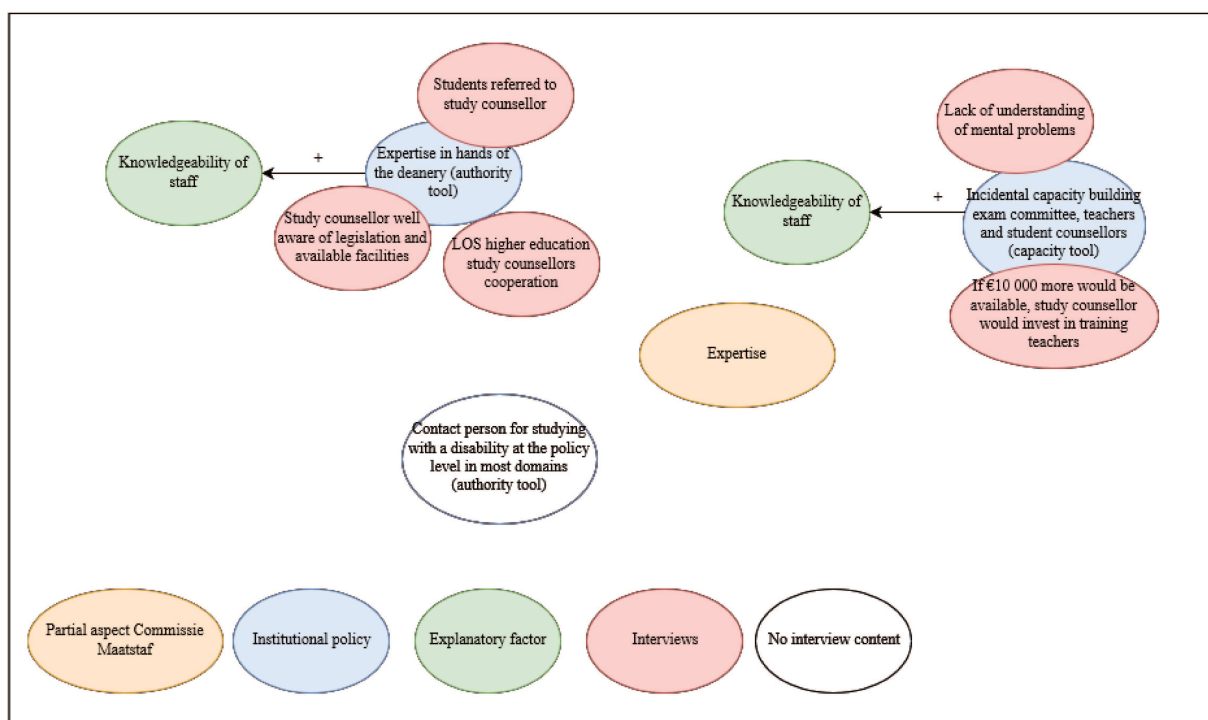 Students referred to
study counsellor
Knowledgeability of
staff
+
Expertise in hands of
the deanery (authority
tool)
Study counsellor well
aware of legislation and
available facilities
LOS higher education
study counsellors
cooperation
Lack of understanding
of mental problems
Knowledgeability of
staff
+
Incidental capacity building
exam committee, teachers
and student counsellors
(capacity tool)
If €10 000 more would be
available, study counsellor
would invest in training
teachers
Expertise
Contact person for studying
with a disability at the policy
level in most domains
(authority tool)
Partial aspect Commissie
Maatstaf
Institutional policy
Explanatory factor
Interviews
No interview content